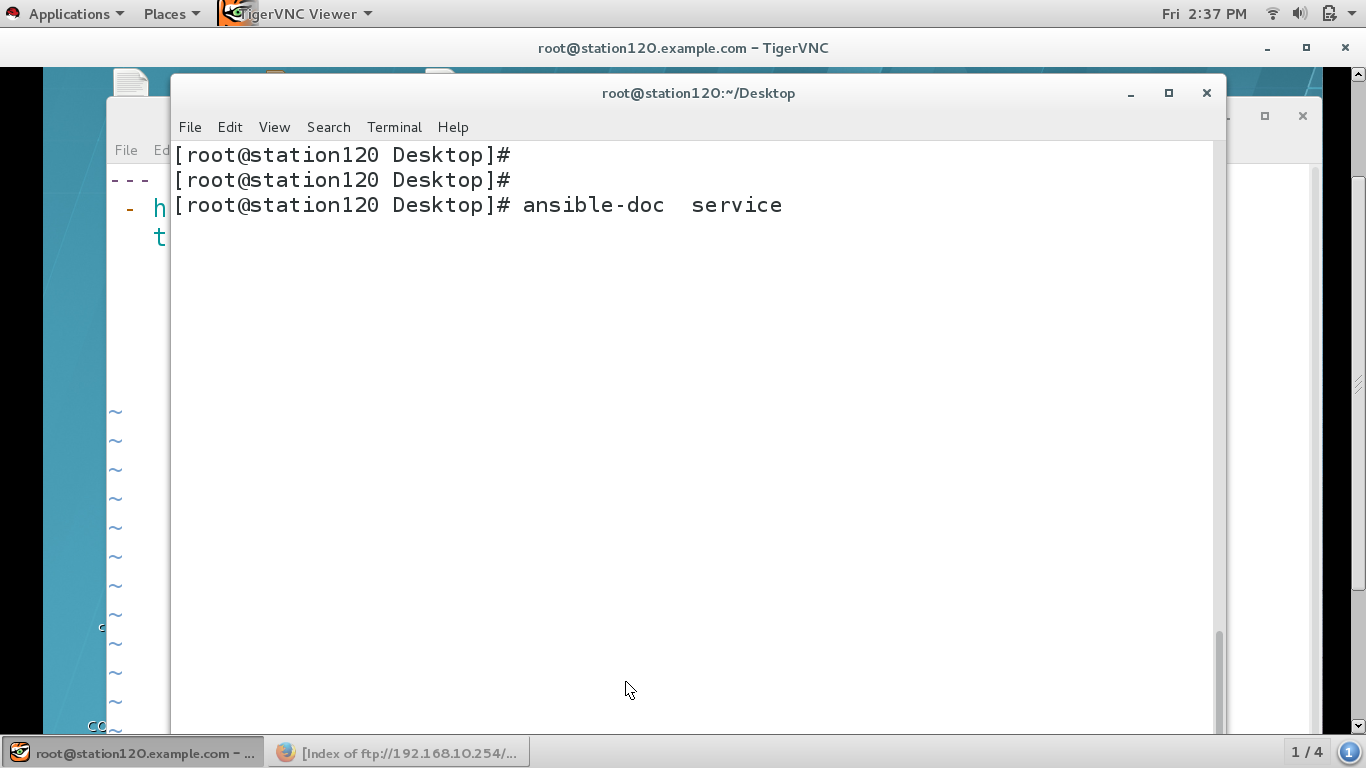 Applications Places TigerVNC Viewer Fri 2:37 PM
root@station120.example.com - TigerVNC
root@station120:~/Desktop
File Edit View Search Terminal Help
File Ed
[root@station120 Desktop]#
[root@station120 Desktop]#
[root@station120 Desktop]# ansible-doc  service
---
- h
t
~
~
~
~
~
~
~
~
~
~
~
~
root@station120.example.com - ...
[Index of ftp://192.168.10.254/...
1 / 4
1